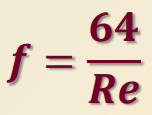 f = 64/Re